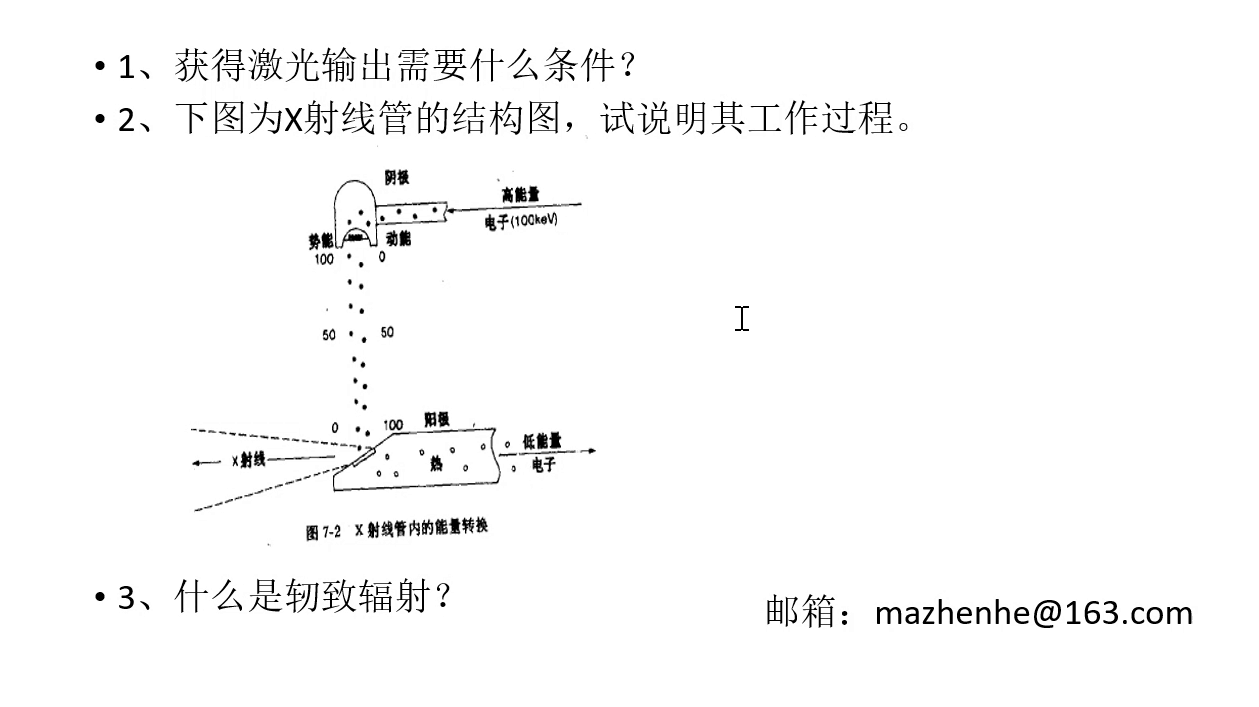 • 1、获得激光输出需要什么条件？
• 2、下图为X射线管的结构图，试说明其工作过程。
阴极
高能量
电子(100keV)
势能 动能
100 0
50 50
0 100 阳极
低能量
X射线 热 电子
图 7-2 X 射线管内的能量转换
• 3、什么是轫致辐射？
邮箱：mazhenhe@163.com